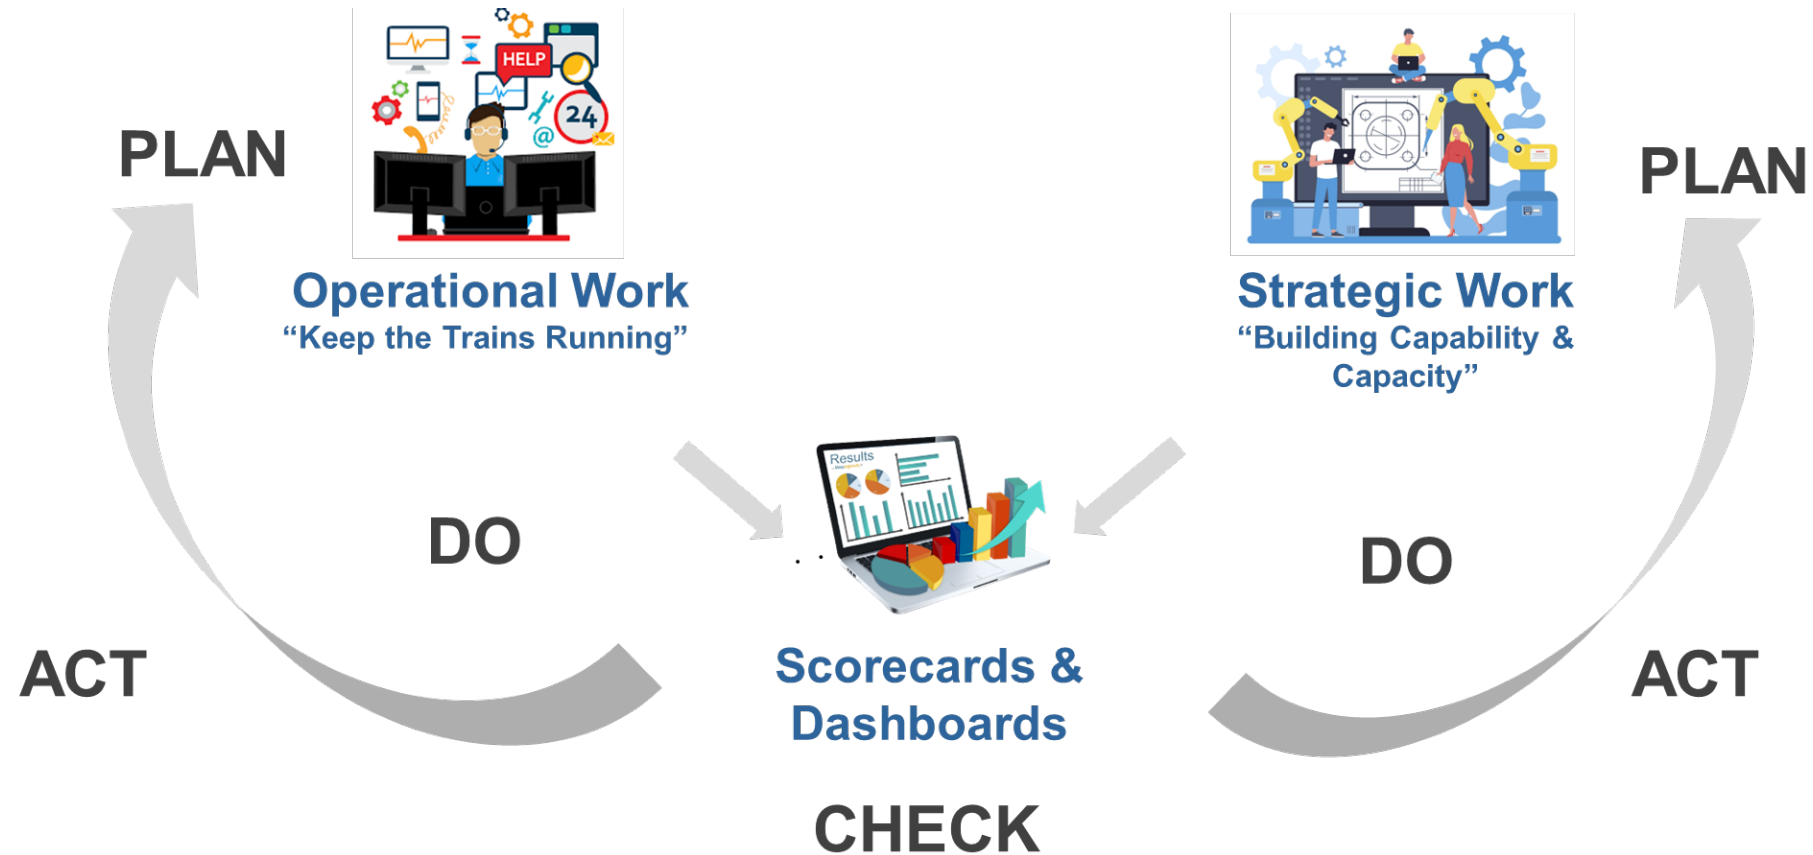 HELP
24
@
PLAN
Operational Work
“Keep the Trains Running”
PLAN
Strategic Work
“Building Capability &
Capacity”
Results
DO
DO
ACT
ACT
Scorecards &
Dashboards
CHECK